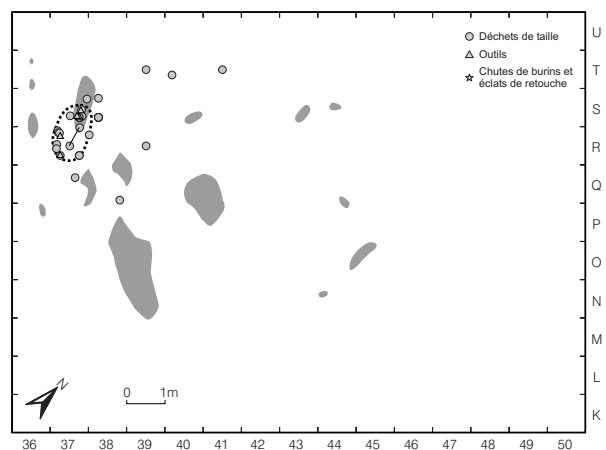 Déchets de taille
Outils
Chutes de burins et
éclats de retouche
U
T
S
R
Q
P
O
N
M
L
K
N
0 1m
36 37 38 39 40 41 42 43 44 45 46 47 48 49 50